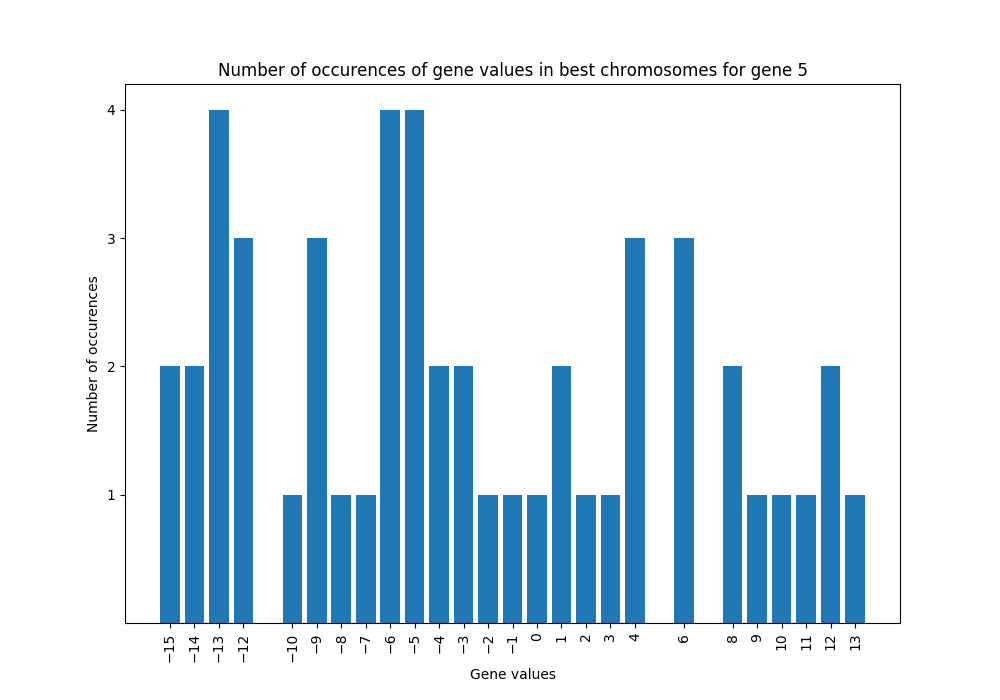 Number of occurences of gene values in best chromosomes for gene 5
Number of occurences
4
3
2
1
−15 −14 −13 −12 −10 −9 −8 −7 −6 −5 −4 −3 −2 −1 0 1 2 3 4 6 8 9 10 11 12 13
Gene values